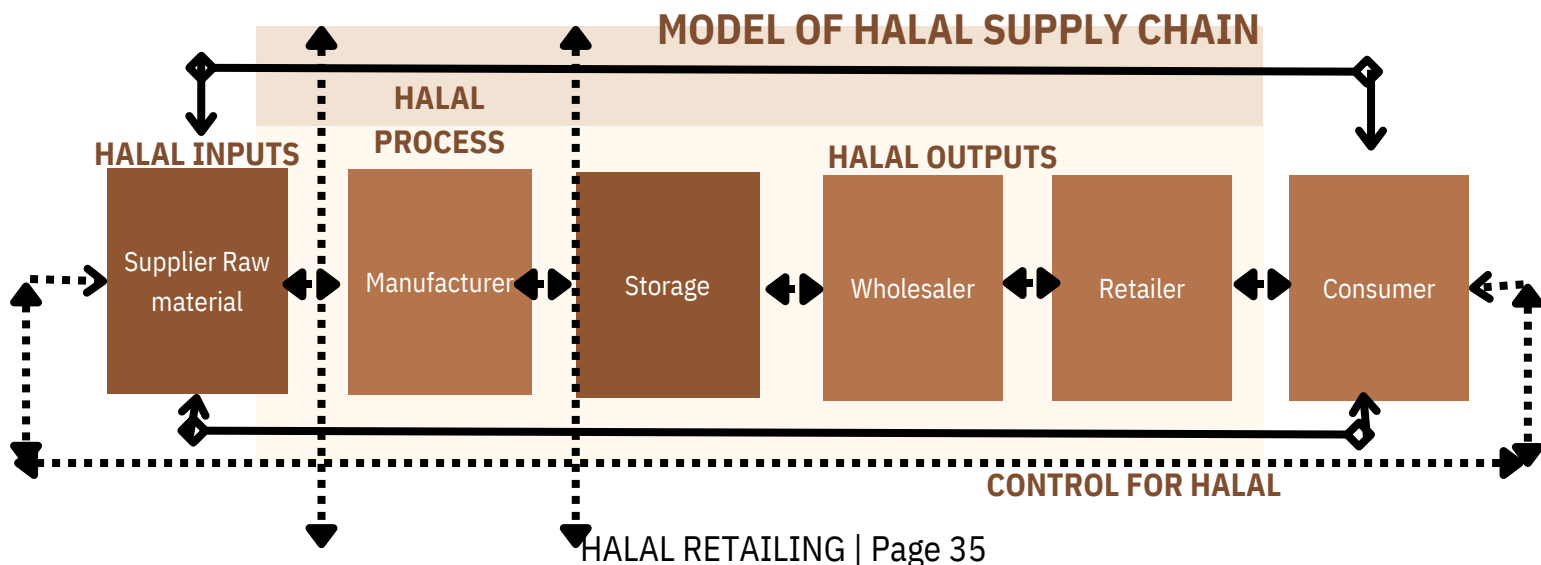 MODEL OF HALAL SUPPLY CHAIN
HALAL
PROCESS
HALAL INPUTS
HALAL OUTPUTS
Supplier Raw
material
Manufacturer
Storage
Wholesaler
Retailer
Consumer
CONTROL FOR HALAL
HALAL RETAILING | Page 35